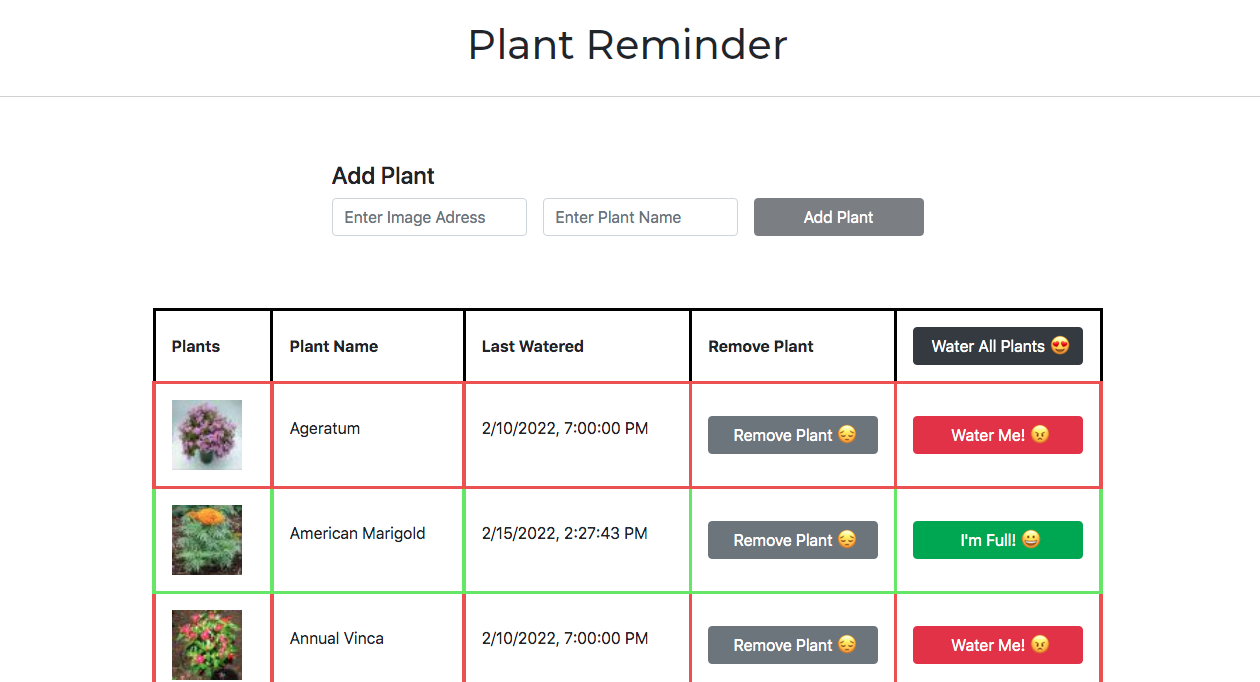 Plant Reminder
Add Plant
Enter Image Adress Enter Plant Name Add Plant
Plants Plant Name Last Watered Remove Plant Water All Plants 😍
Ageratum 2/10/2022, 7:00:00 PM Remove Plant 😔 Water Me! 😠
American Marigold 2/15/2022, 2:27:43 PM Remove Plant 😔 I'm Full! 😀
Annual Vinca 2/10/2022, 7:00:00 PM Remove Plant 😔 Water Me! 😠